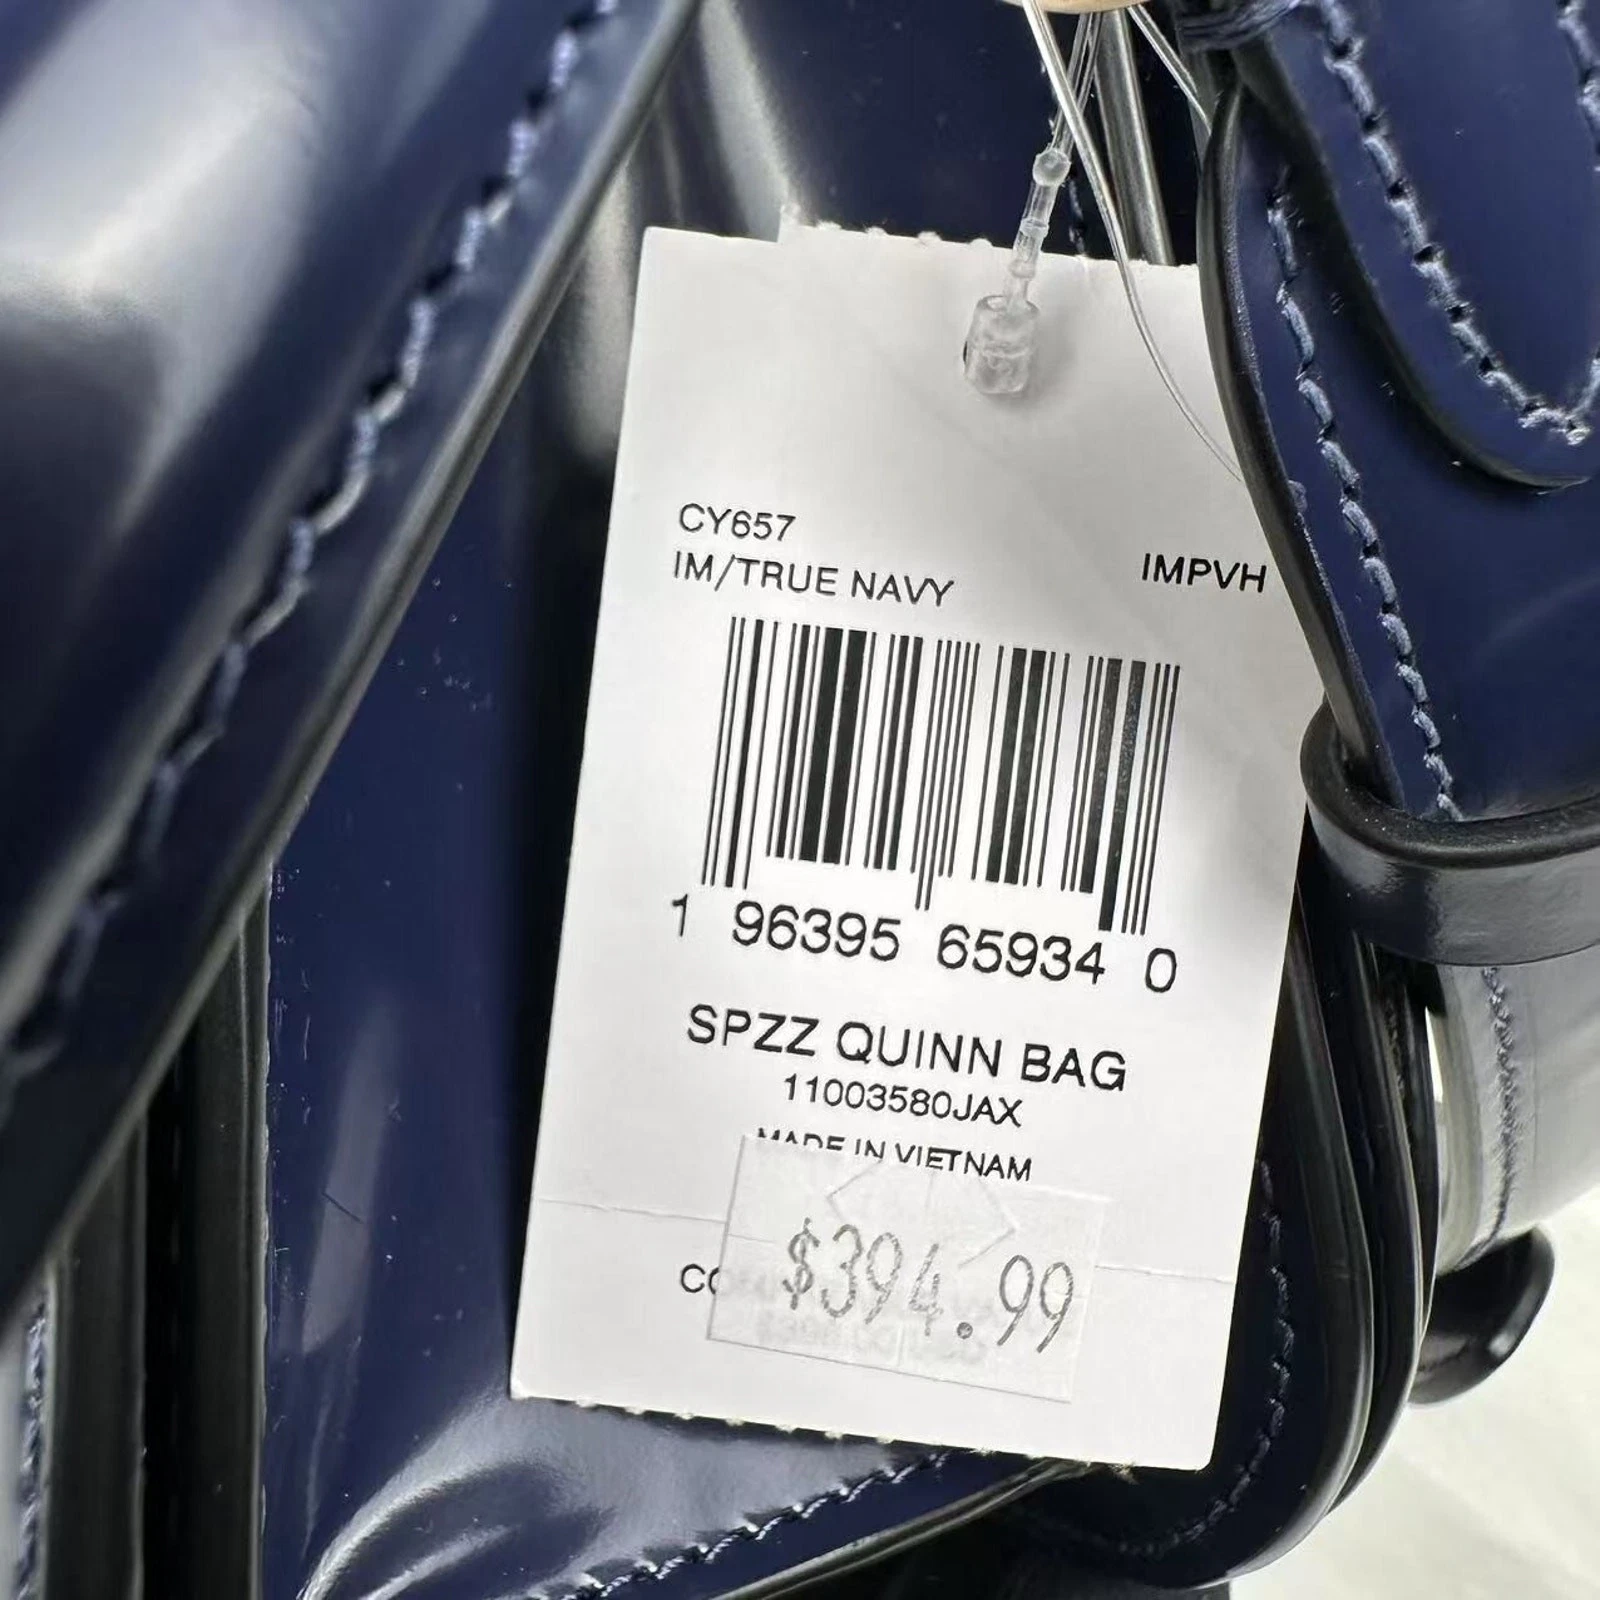 CY657
IM/TRUE NAVY IMPVH
1 96395 65934 0
SPZZ QUINN BAG
11003580JAX
MADE IN VIETNAM
$394.99